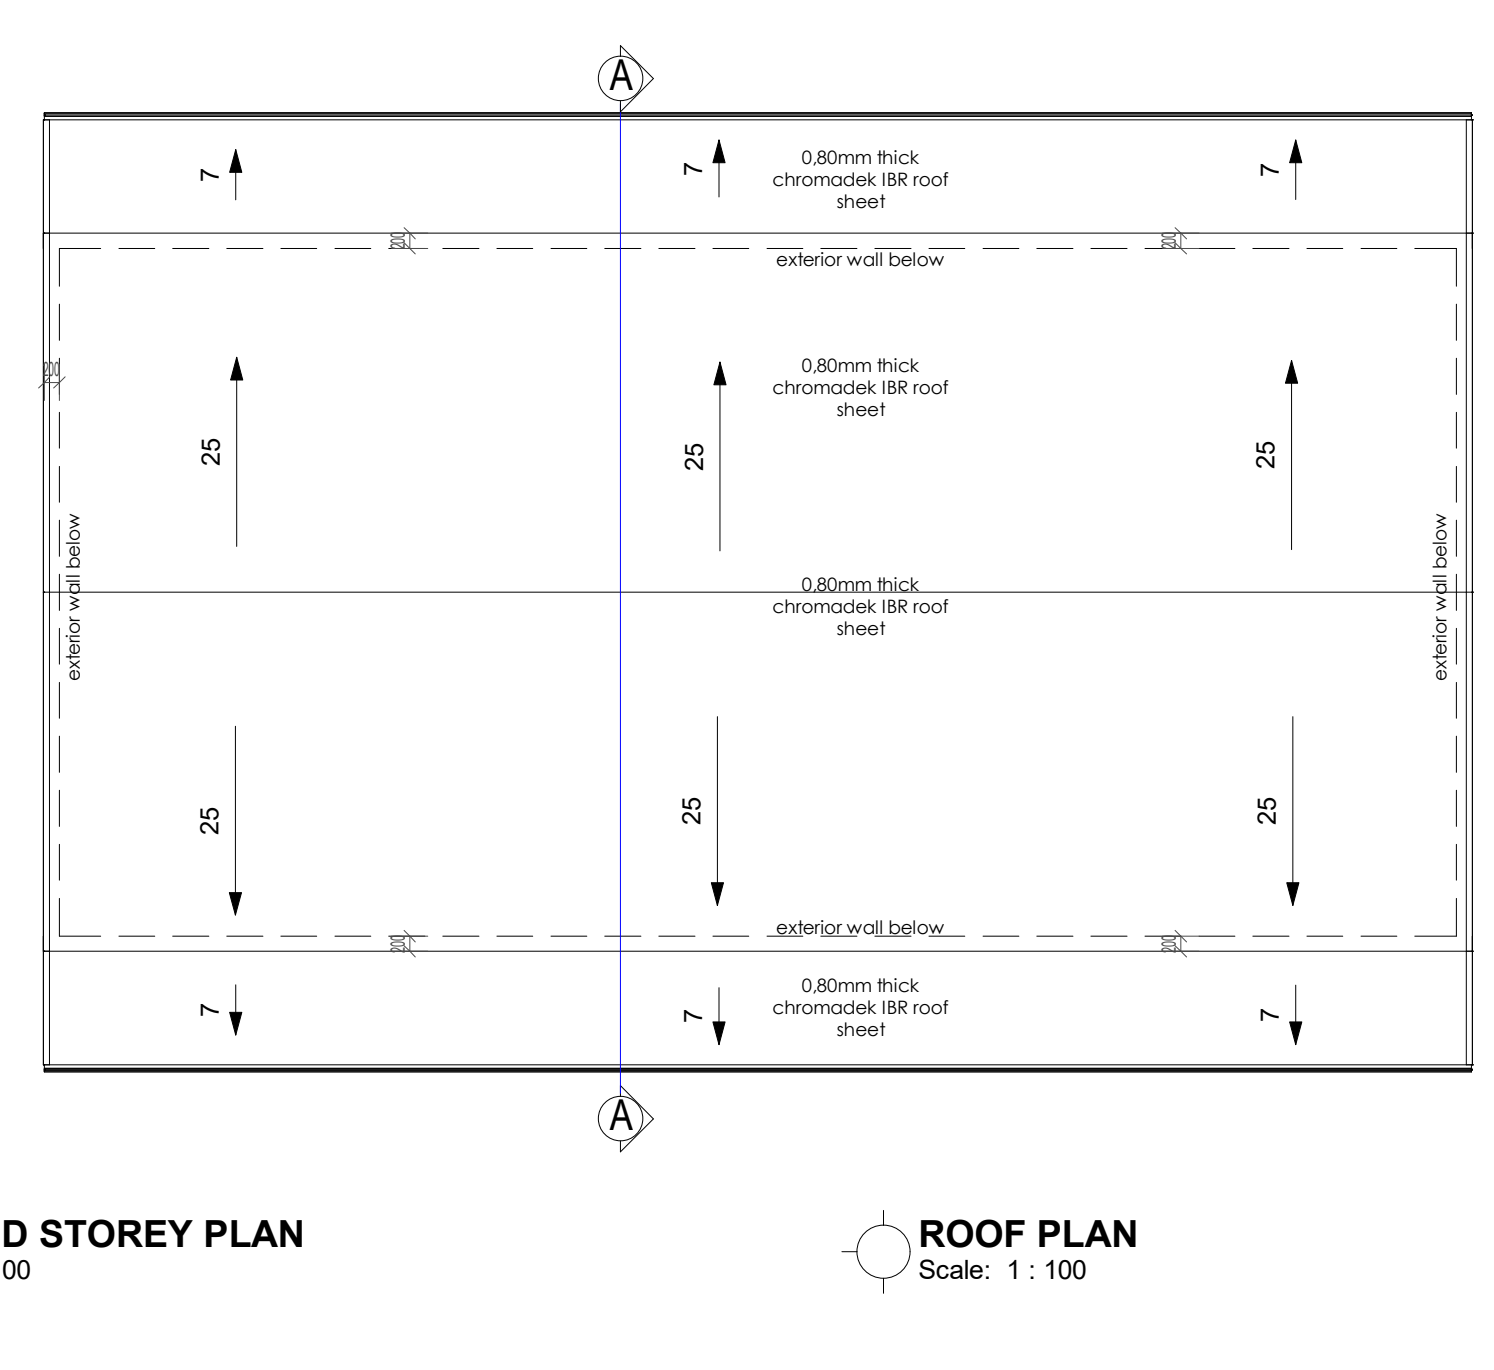 A
7
7
0,80mm thick
chromadek IBR roof
sheet
7
200
200
exterior wall below
200
0,80mm thick
chromadek IBR roof
sheet
25
25
25
exterior wall below
exterior wall below
0,80mm thick
chromadek IBR roof
sheet
25
25
25
exterior wall below
200
200
0,80mm thick
chromadek IBR roof
sheet
7
7
7
A
D STOREY PLAN
00
ROOF PLAN
Scale: 1 : 100